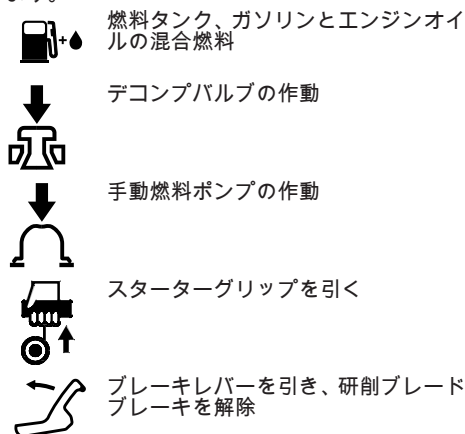 ます。
燃料タンク、ガソリンとエンジンオイ
ルの混合燃料
デコンプバルブの作動
手動燃料ポンプの作動
スターターグリップを引く
ブレーキレバーを引き、研削ブレード
ブレーキを解除